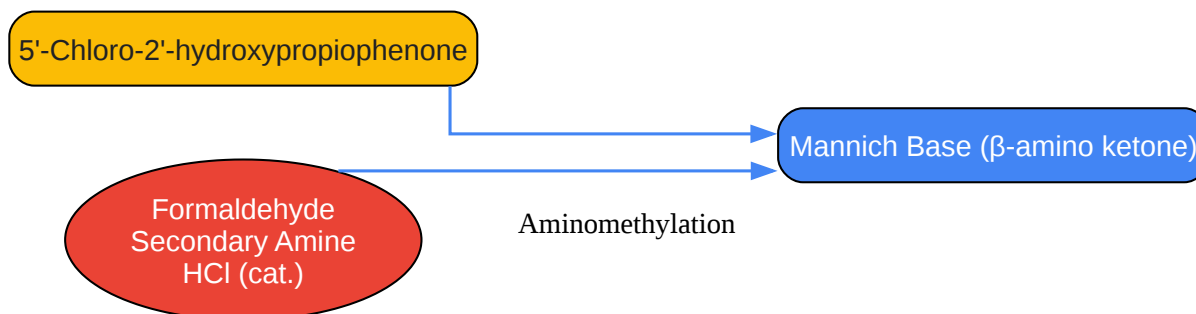 5'-Chloro-2'-hydroxypropiophenone
Mannich Base (β-amino ketone)
Formaldehyde
Secondary Amine
HCl (cat.)
Aminomethylation